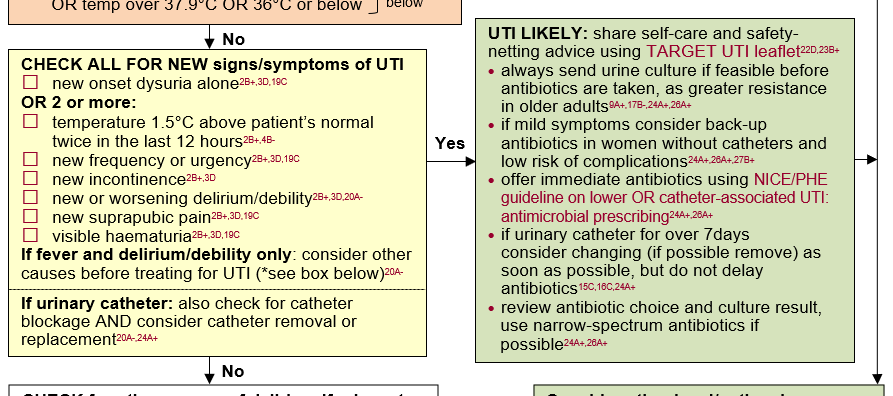 OR temp over 37.9°C OR 36°C or below
below
No
CHECK ALL FOR NEW signs/symptoms of UTI
☐ new onset dysuria alone2B+,3D,19C
OR 2 or more:
☐ temperature 1.5°C above patient's normal
twice in the last 12 hours2B+,4B-
☐ new frequency or urgency2B+,3D,19C
☐ new incontinence2B+,3D
☐ new or worsening delirium/debility2B+,3D,20A-
☐ new suprapubic pain2B+,3D,19C
☐ visible haematuria2B+,3D,19C
If fever and delirium/debility only: consider other
causes before treating for UTI (*see box below)20A-
If urinary catheter: also check for catheter
blockage AND consider catheter removal or
replacement20A-,24A+
No
Yes
UTI LIKELY: share self-care and safety-
netting advice using TARGET UTI leaflet22D,23B+
• always send urine culture if feasible before
antibiotics are taken, as greater resistance
in older adults9A+,17B-,24A+,26A+
• if mild symptoms consider back-up
antibiotics in women without catheters and
low risk of complications24A+,26A+,27B+
• offer immediate antibiotics using NICE/PHE
guideline on lower OR catheter-associated UTI:
antimicrobial prescribing24A+,26A+
• if urinary catheter for over 7days
consider changing (if possible remove) as
soon as possible, but do not delay
antibiotics15C,16C,24A+
• review antibiotic choice and culture result,
use narrow-spectrum antibiotics if
possible24A+,26A+